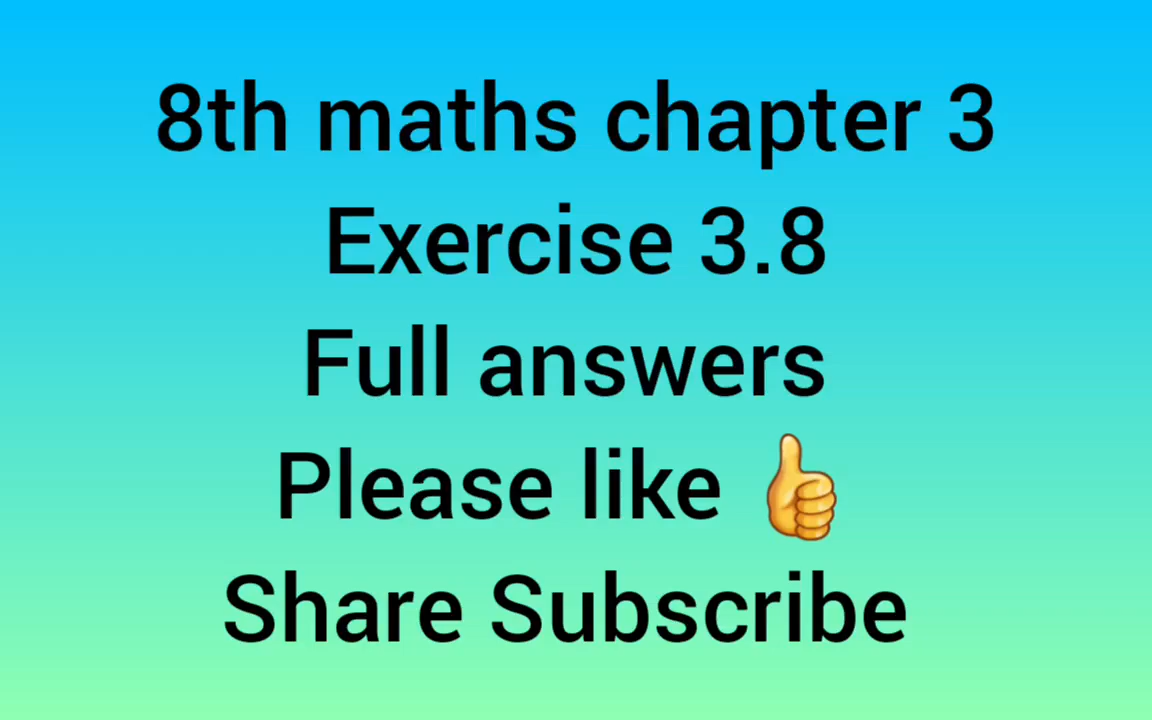 8th maths chapter 3
Exercise 3.8
Full answers
Please like 👍
Share Subscribe